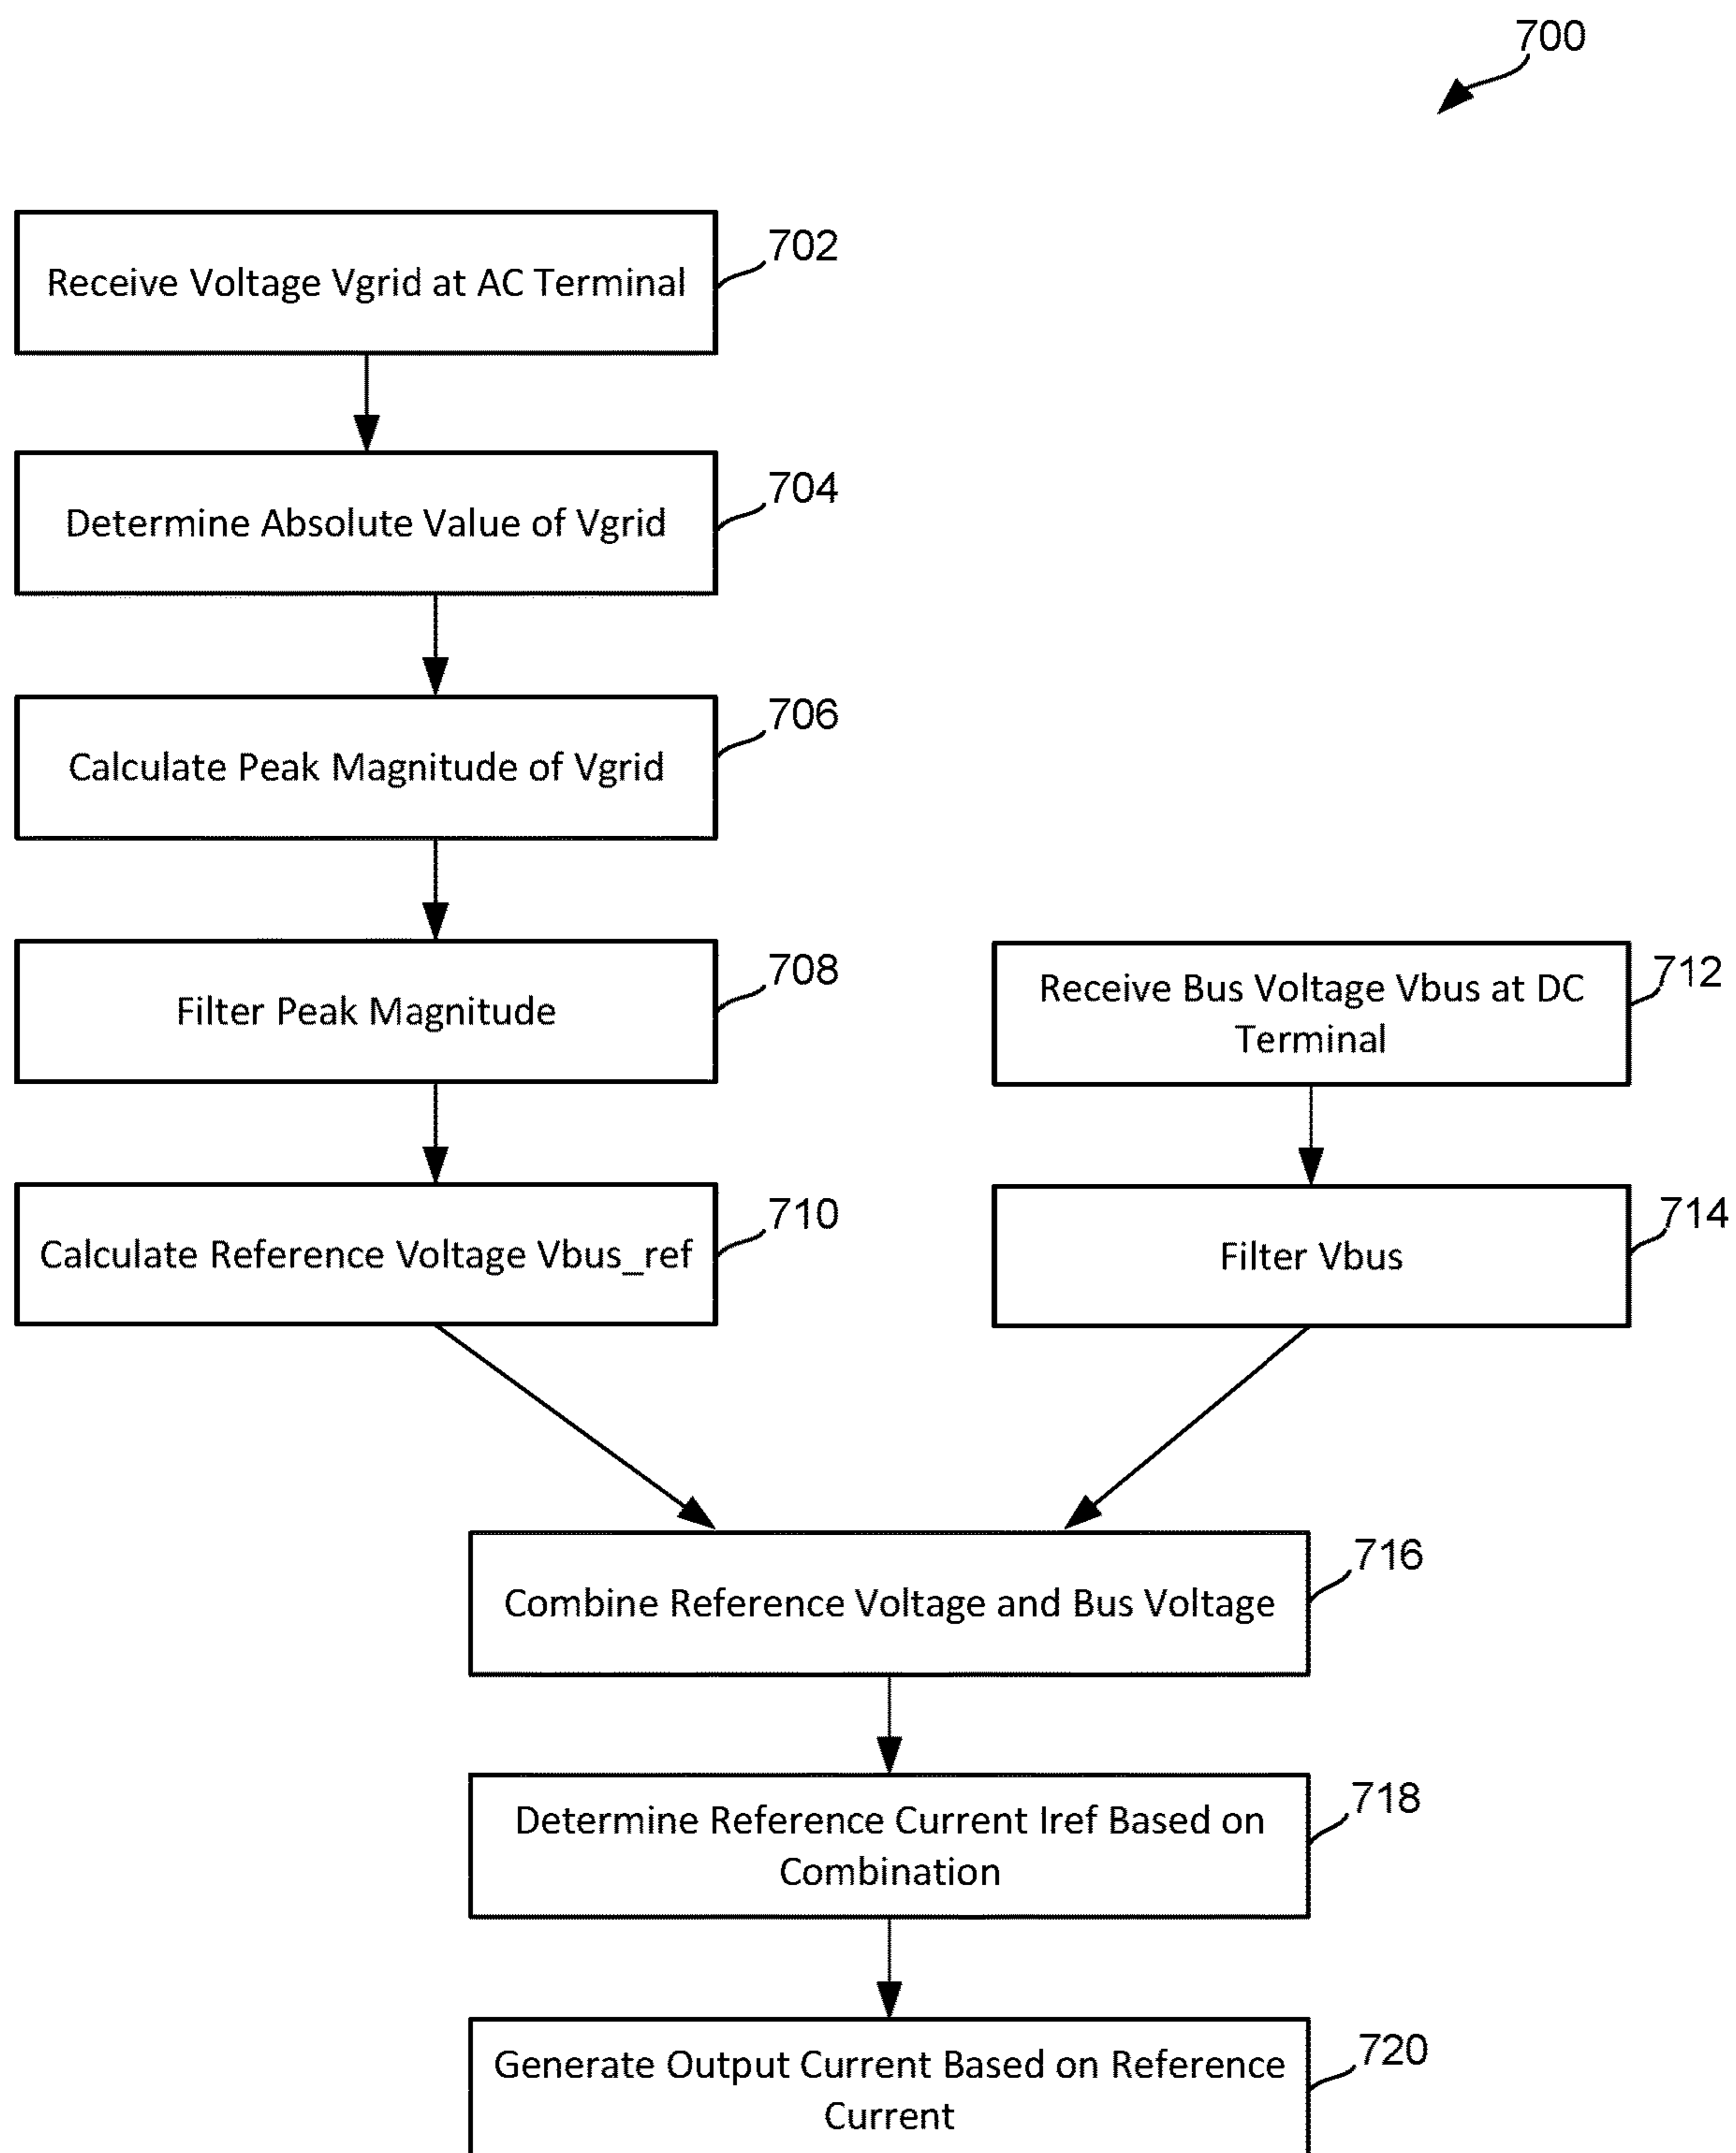 700
Receive Voltage Vgrid at AC Terminal
702
Determine Absolute Value of Vgrid
704
Calculate Peak Magnitude of Vgrid
706
Filter Peak Magnitude
708
Receive Bus Voltage Vbus at DC
Terminal
712
Calculate Reference Voltage Vbus_ref
710
Filter Vbus
714
Combine Reference Voltage and Bus Voltage
716
Determine Reference Current Iref Based on
Combination
718
Generate Output Current Based on Reference
Current
720